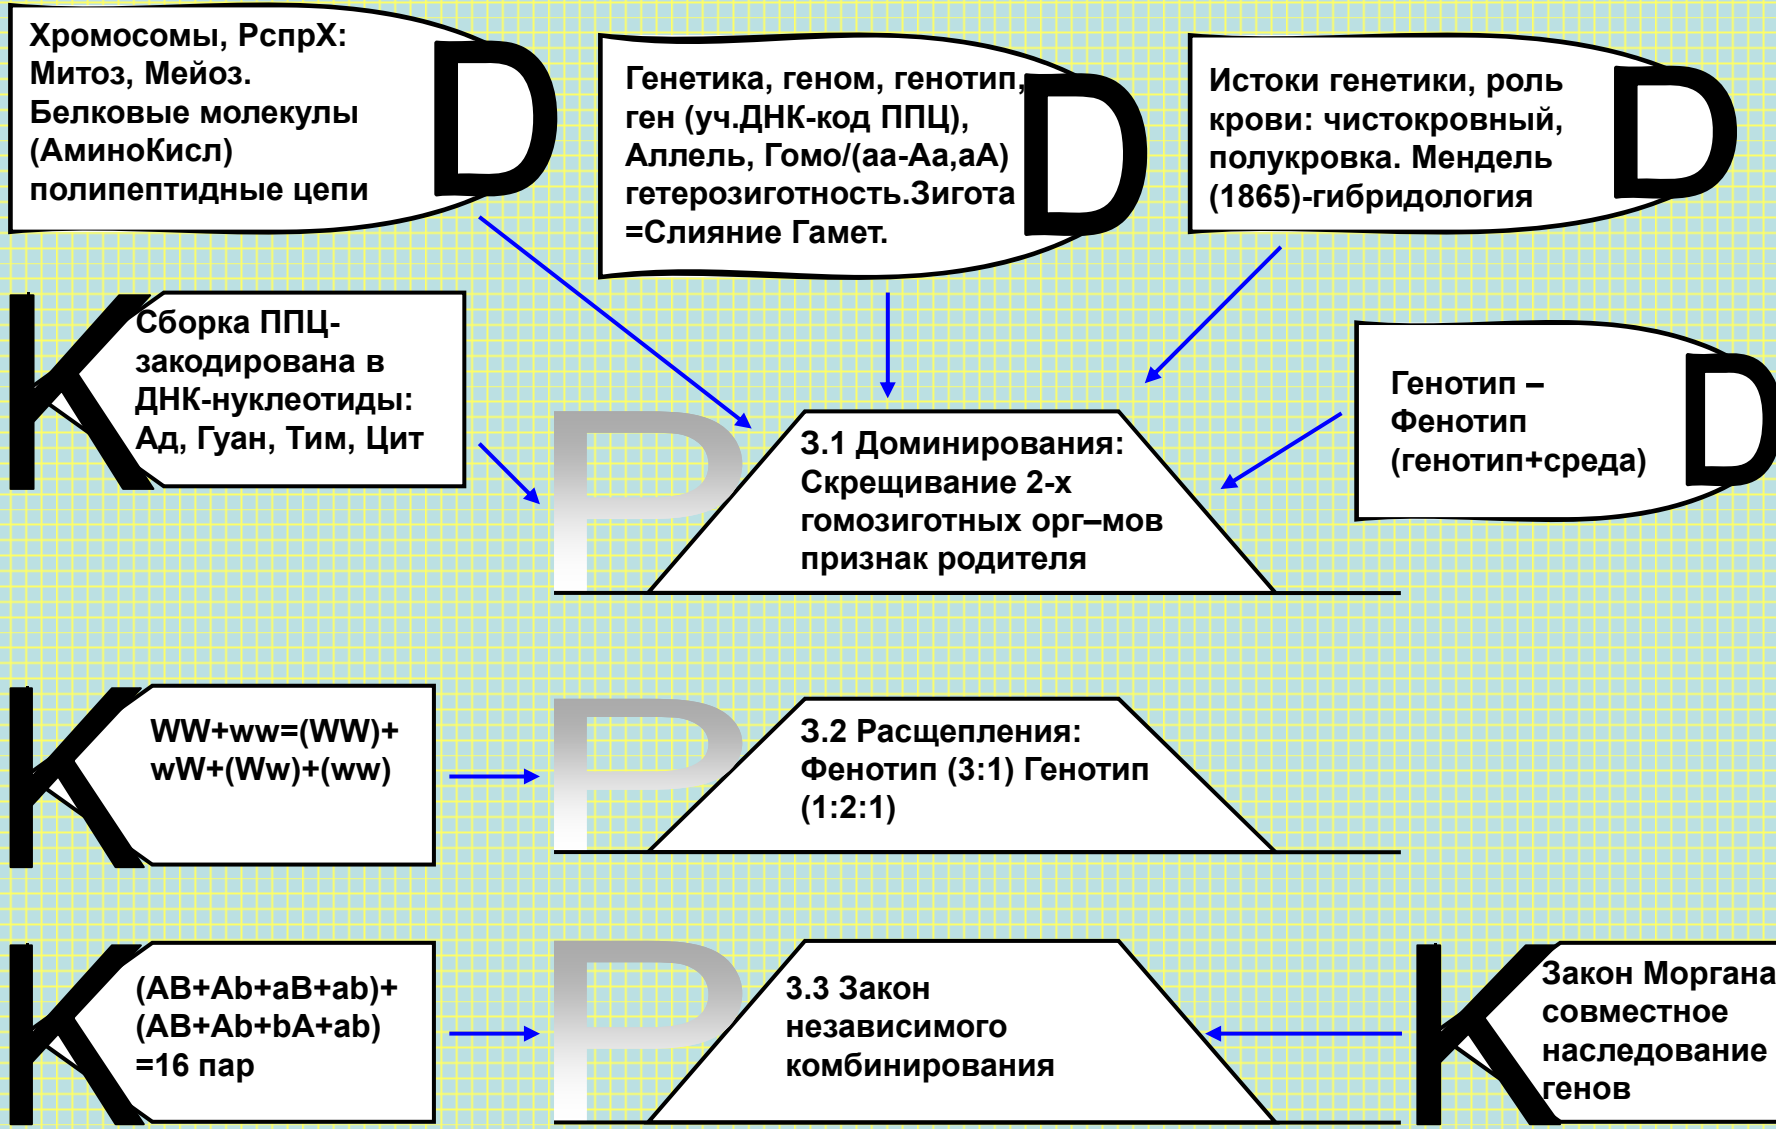 Хромосомы, РспрХ:
Митоз, Мейоз.
Белковые молекулы
(АминоКисл)
полипептидные цепи
D
Генетика, геном, генотип,
ген (уч.ДНК-код ППЦ),
Аллель, Гомо/(аа-Аа,аА)
гетерозиготность.Зигота
=Слияние Гамет.
D
Истоки генетики, роль
крови: чистокровный,
полукровка. Мендель
(1865)-гибридология
D
K
Сборка ППЦ-
закодирована в
ДНК-нуклеотиды:
Ад, Гуан, Тим, Цит
Генотип –
Фенотип
(генотип+среда)
D
P
3.1 Доминирования:
Скрещивание 2-х
гомозиготных орг–мов
признак родителя
K
WW+ww=(WW)+
wW+(Ww)+(ww)
P
3.2 Расщепления:
Фенотип (3:1) Генотип
(1:2:1)
K
(AB+Ab+aB+ab)+
(AB+Ab+bA+ab)
=16 пар
P
3.3 Закон
независимого
комбинирования
K
Закон Моргана
совместное
наследование
генов